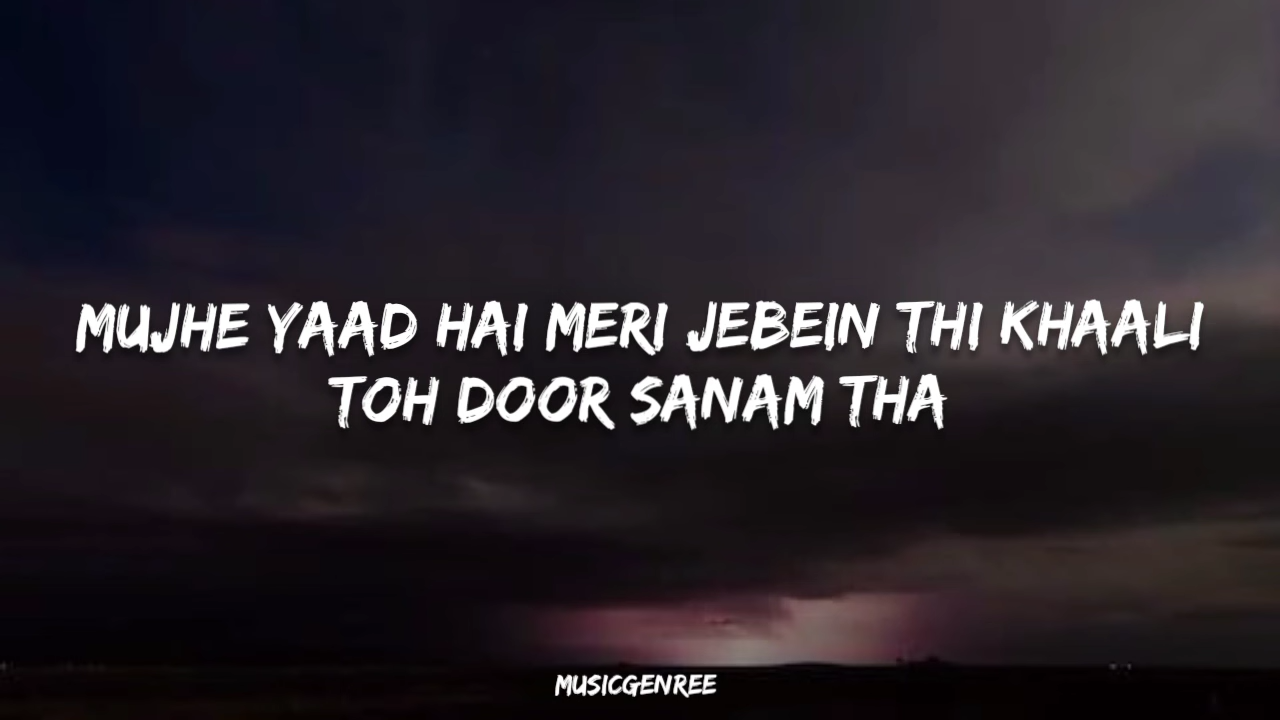 MUJHE YAAD HAI MERI JEBEIN THI KHAALI
TOH DOOR SANAM THA
MUSICGENREE